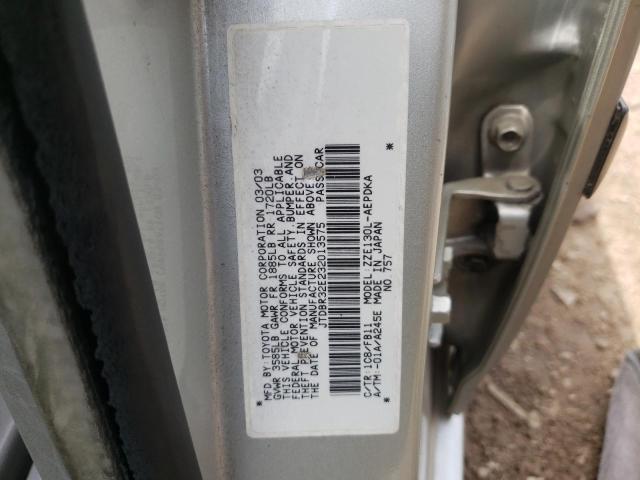 MFD.BY:TOYOTA MOTOR CORPORATION 03/03
GVWR 3585LB GAWR FR 1885LB RR 1720LB
THIS VEHICLE CONFORMS TO ALL APPLICABLE
FEDERAL MOTOR VEHICLE SAFETY, BUMPER, AND
THEFT PREVENTION STANDARDS IN EFFECT ON
THE DATE OF MANUFACTURE SHOWN ABOVE.
JTDBR32E232013575 PASS. CAR
* *
C/TR:1C8/FB11 MODEL:ZZE130L-AEPDKA
A/TM-01A/A245E MADE IN JAPAN
NO 757